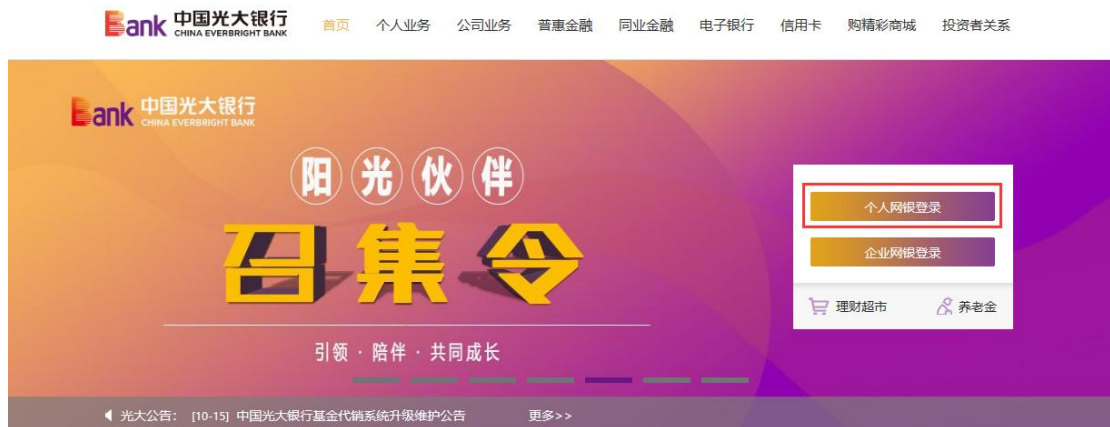 Bank 中国光大银行
CHINA EVERBRIGHT BANK
首页 个人业务 公司业务 普惠金融 同业金融 电子银行 信用卡 购精彩商城 投资者关系
Bank 中国光大银行
CHINA EVERBRIGHT BANK
阳光伙伴
召集令
引领 · 陪伴 · 共同成长
个人网银登录
企业网银登录
理财超市 养老金
光大公告： [10-15] 中国光大银行基金代销系统升级维护公告 更多>>